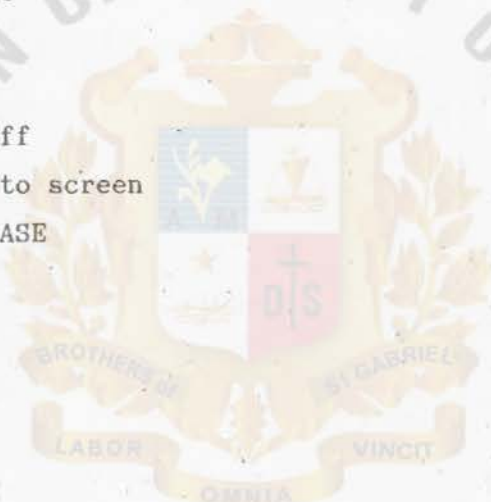 ff
to screen
ASE
A M
D S
BROTHERS of ST GABRIEL
LABOR VINCIT
OMNIA